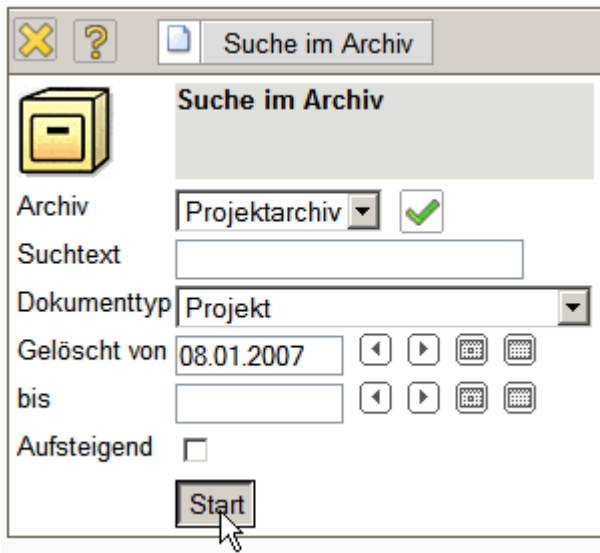 Suche im Archiv
Suche im Archiv
Archiv Projektarchiv
Suchtext
Dokumenttyp Projekt
Gelöscht von 08.01.2007
bis
Aufsteigend
Start